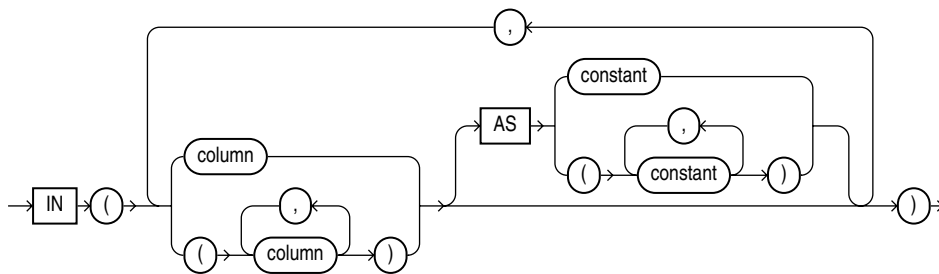 ,
constant
AS
,
column
( constant )
IN (
,
)
( column )